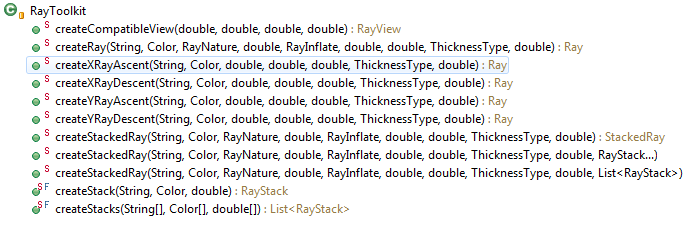 RayToolkit
S createCompatibleView(double, double, double, double) : RayView
S createRay(String, Color, RayNature, double, RayInflate, double, double, ThicknessType, double) : Ray
S createXRayAscent(String, Color, double, double, double, ThicknessType, double) : Ray
S createXRayDescent(String, Color, double, double, double, ThicknessType, double) : Ray
S createYRayAscent(String, Color, double, double, double, ThicknessType, double) : Ray
S createYRayDescent(String, Color, double, double, double, ThicknessType, double) : Ray
S createStackedRay(String, Color, RayNature, double, RayInflate, double, double, ThicknessType, double) : StackedRay
S createStackedRay(String, Color, RayNature, double, RayInflate, double, double, ThicknessType, double, RayStack...)
S createStackedRay(String, Color, RayNature, double, RayInflate, double, double, ThicknessType, double, List<RayStack>)
S F createStack(String, Color, double) : RayStack
S F createStacks(String[], Color[], double[]) : List<RayStack>